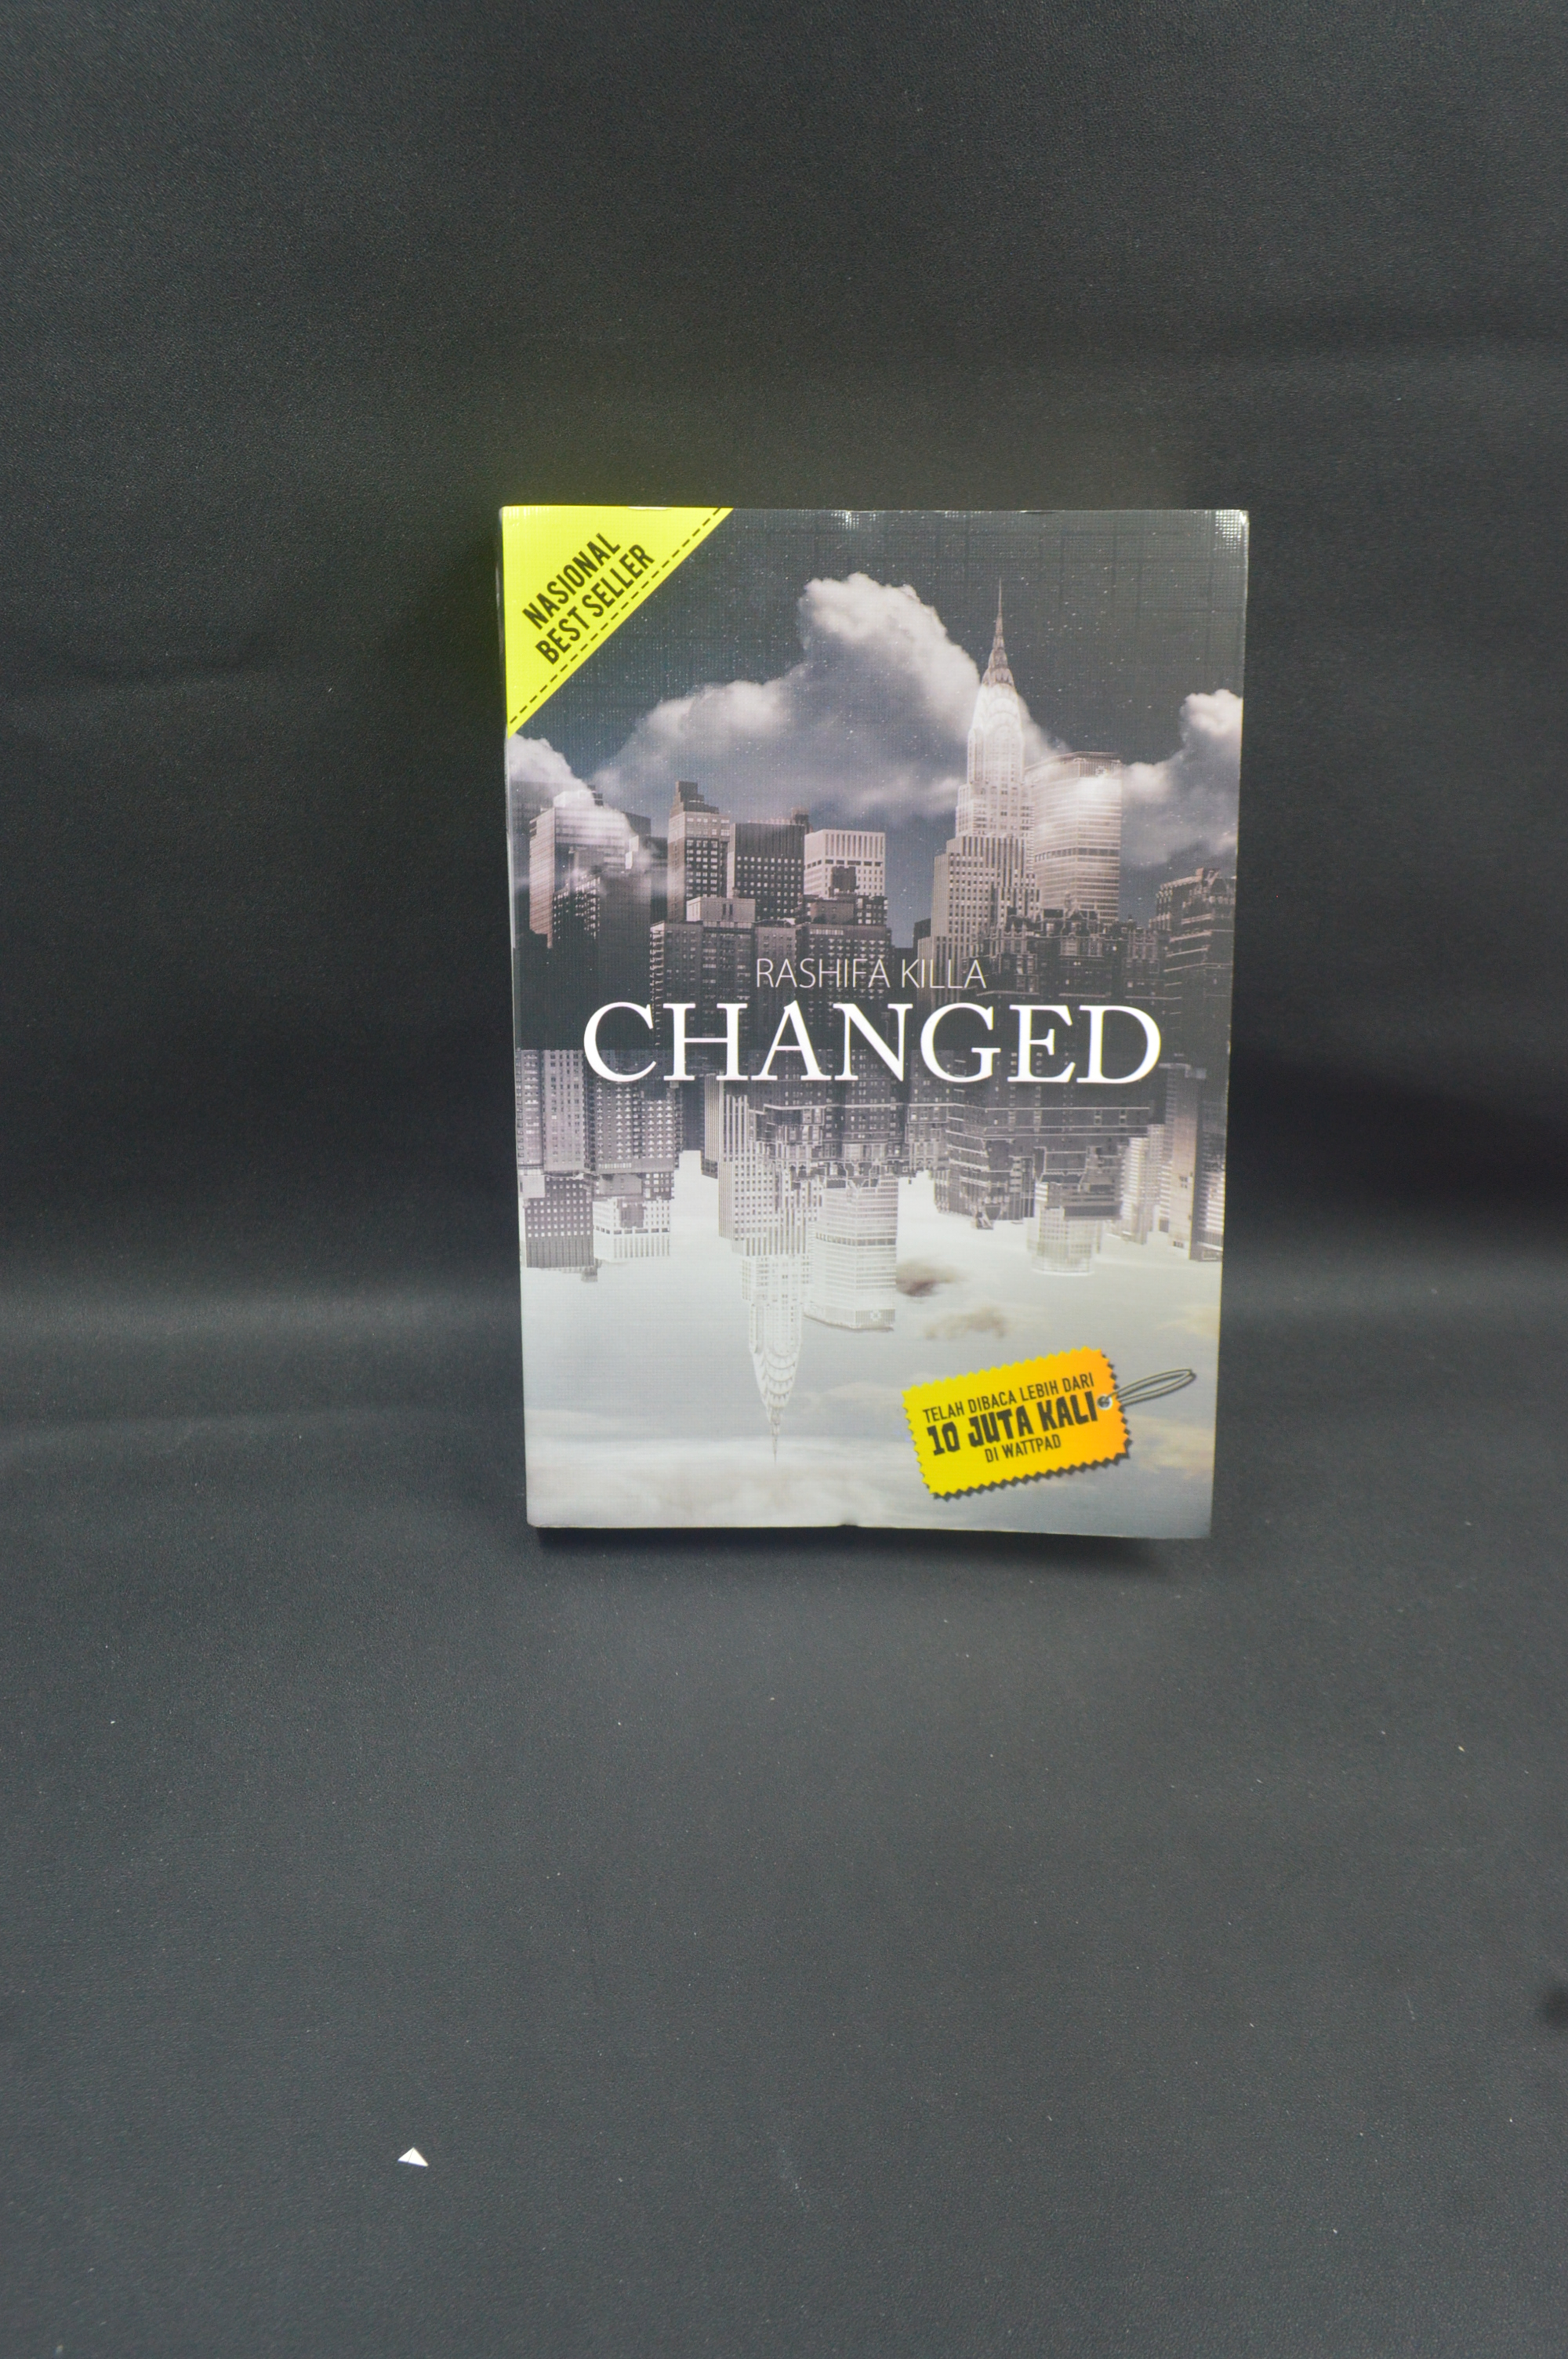 NASIONAL
BEST SELLER
RASHIFA KILLA
CHANGED
TELAH DIBACA LEBIH DARI
10 JUTA KALI
DI WATTPAD